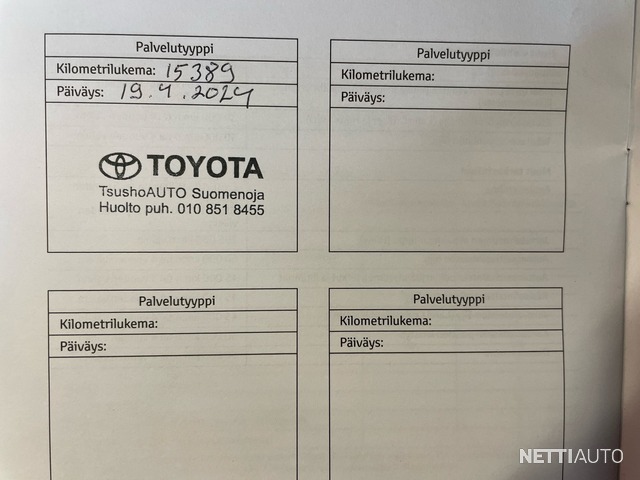 Palvelutyyppi
Kilometrilukema: 15389
Päiväys: 19.4.2024
TOYOTA
TsushoAUTO Suomenoja
Huolto puh. 010 851 8455
Palvelutyyppi
Kilometrilukema:
Päiväys:
Palvelutyyppi
Kilometrilukema:
Päiväys:
Palvelutyyppi
Kilometrilukema:
Päiväys:
NETTIAUTO